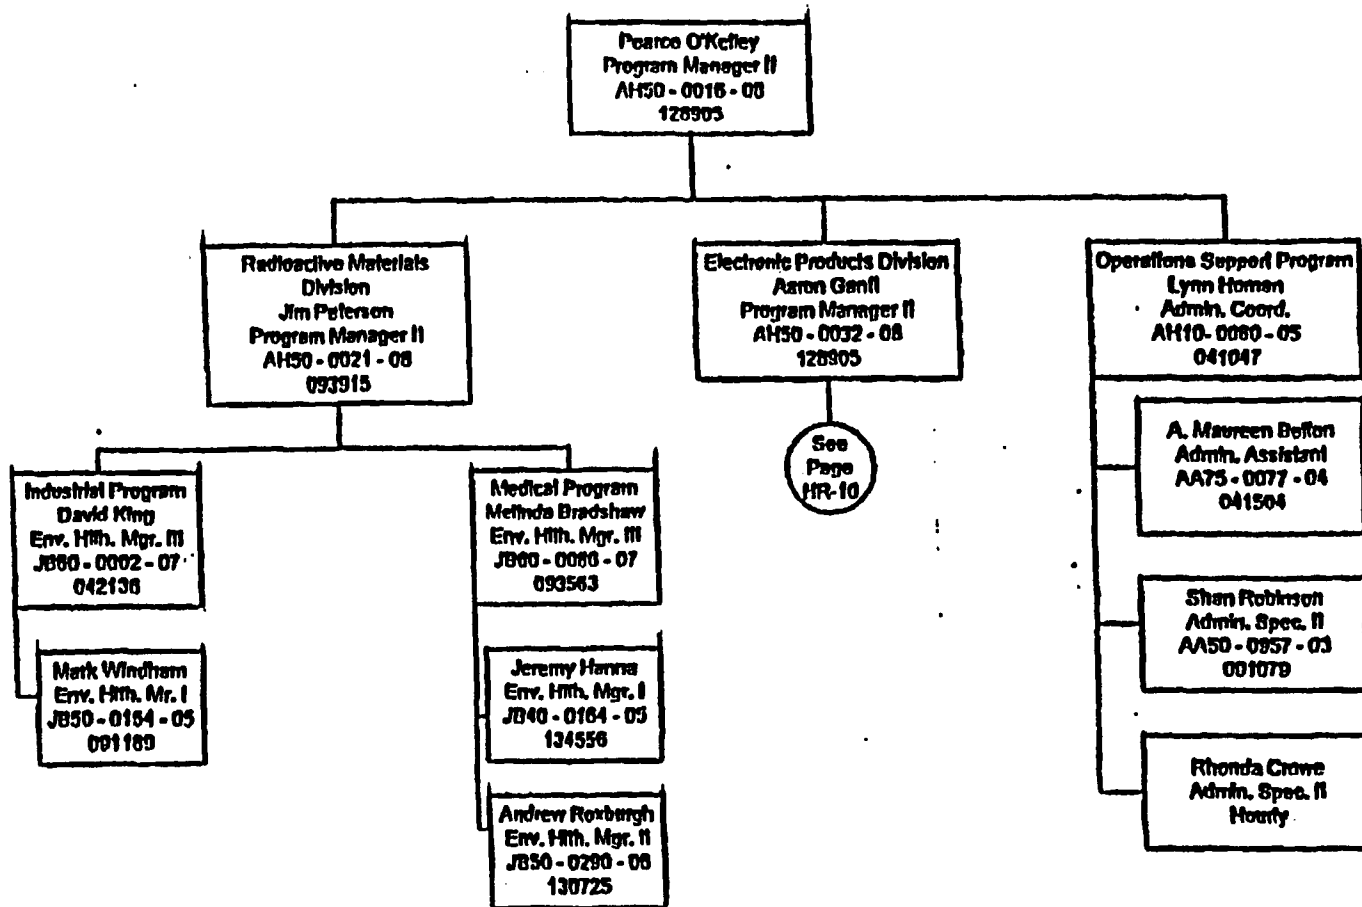 Pearce O'Kelley
Program Manager II
AH50 - 0016 - 08
128905
Radioactive Materials
Division
Jim Peterson
Program Manager II
AH50 - 0021 - 08
093915
Electronic Products Division
Aaron Gantt
Program Manager II
AH50 - 0032 - 08
128905
Operations Support Program
Lynn Homan
Admin. Coord.
AH10- 0080 - 05
041047
Industrial Program
David King
Env. Hlth. Mgr. III
JB60 - 0002 - 07
042136
Mark Windham
Env. Hlth. Mr. I
JB50 - 0154 - 05
091189
Medical Program
Melinda Bradshaw
Env. Hlth. Mgr. III
JB60 - 0086 - 07
093563
Jeremy Hanna
Env. Hlth. Mgr. I
JB40 - 0164 - 05
134556
Andrew Roxburgh
Env. Hlth. Mgr. II
JB50 - 0290 - 06
130725
See
Page
HR-10
A. Maureen
Admin. Assistant
AA75 - 0077 - 04
041504
Shan Robinson
Admin. Spec. II
AA50 - 0957 - 03
001079
Rhonda Crowe
Admin. Spec. II
Hourly